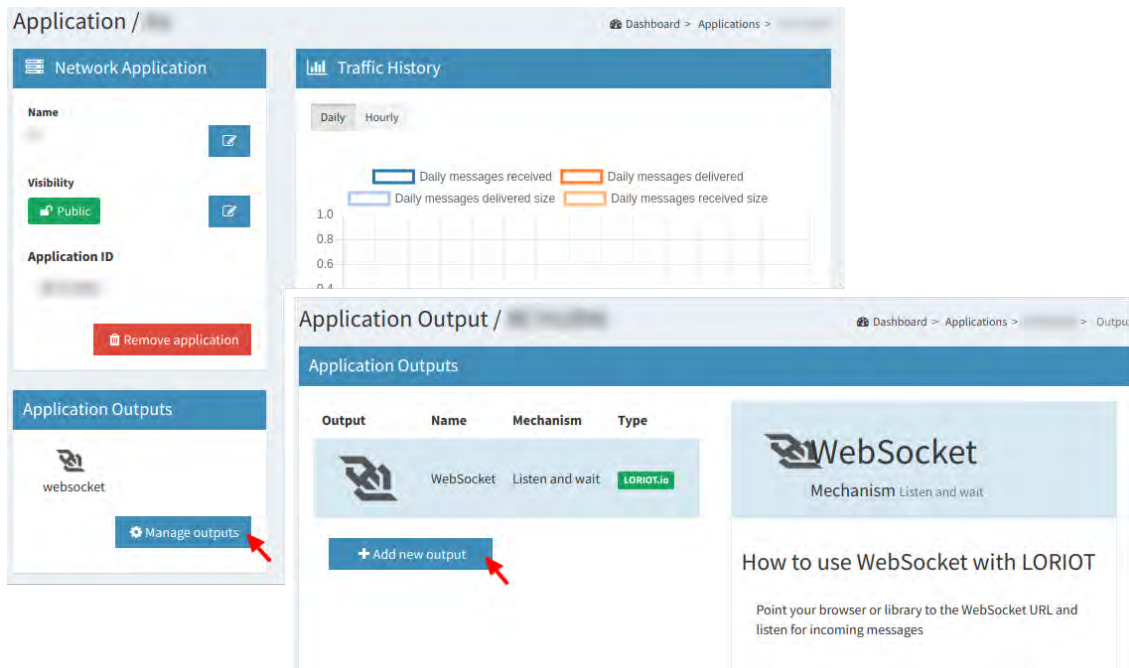 Application /
Dashboard > Applications >
Network Application
Name
Visibility
Public
Application ID
Remove application
Application Outputs
websocket
Manage outputs
Traffic History
Daily Hourly
Daily messages received Daily messages delivered
Daily messages delivered size Daily messages received size
1.0
0.8
0.6
Application Output /
Dashboard > Applications > > Outpu
Application Outputs
Output Name Mechanism Type
WebSocket Listen and wait LORIOT.io
Add new output
WebSocket
Mechanism Listen and wait
How to use WebSocket with LORIOT
Point your browser or library to the WebSocket URL and
listen for incoming messages